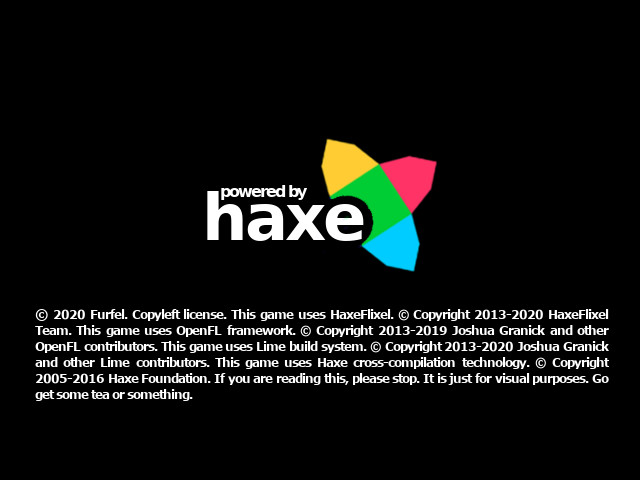 powered by
haxe
© 2020 Furfel. Copyleft license. This game uses HaxeFlixel. © Copyright 2013-2020 HaxeFlixel
Team. This game uses OpenFL framework. © Copyright 2013-2019 Joshua Granick and other
OpenFL contributors. This game uses Lime build system. © Copyright 2013-2020 Joshua Granick
and other Lime contributors. This game uses Haxe cross-compilation technology. © Copyright
2005-2016 Haxe Foundation. If you are reading this, please stop. It is just for visual purposes. Go
get some tea or something.